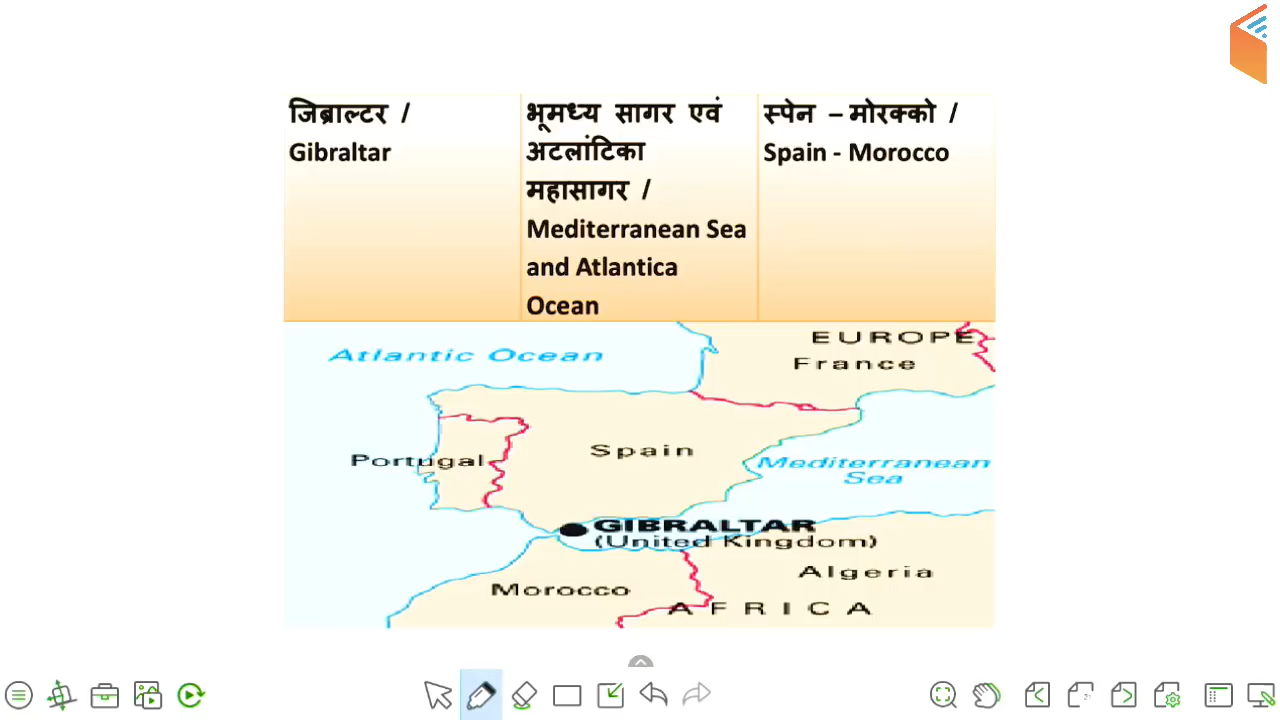 जिब्राल्टर /
Gibraltar
भूमध्य सागर एवं
अटलांटिका
महासागर /
Mediterranean Sea
and Atlantica
Ocean
स्पेन – मोरक्को /
Spain - Morocco
EUROPE
Atlantic Ocean
France
Spain
Portugal
Mediterranean
Sea
GIBRALTAR
(United Kingdom)
Algeria
Morocco
AFRICA